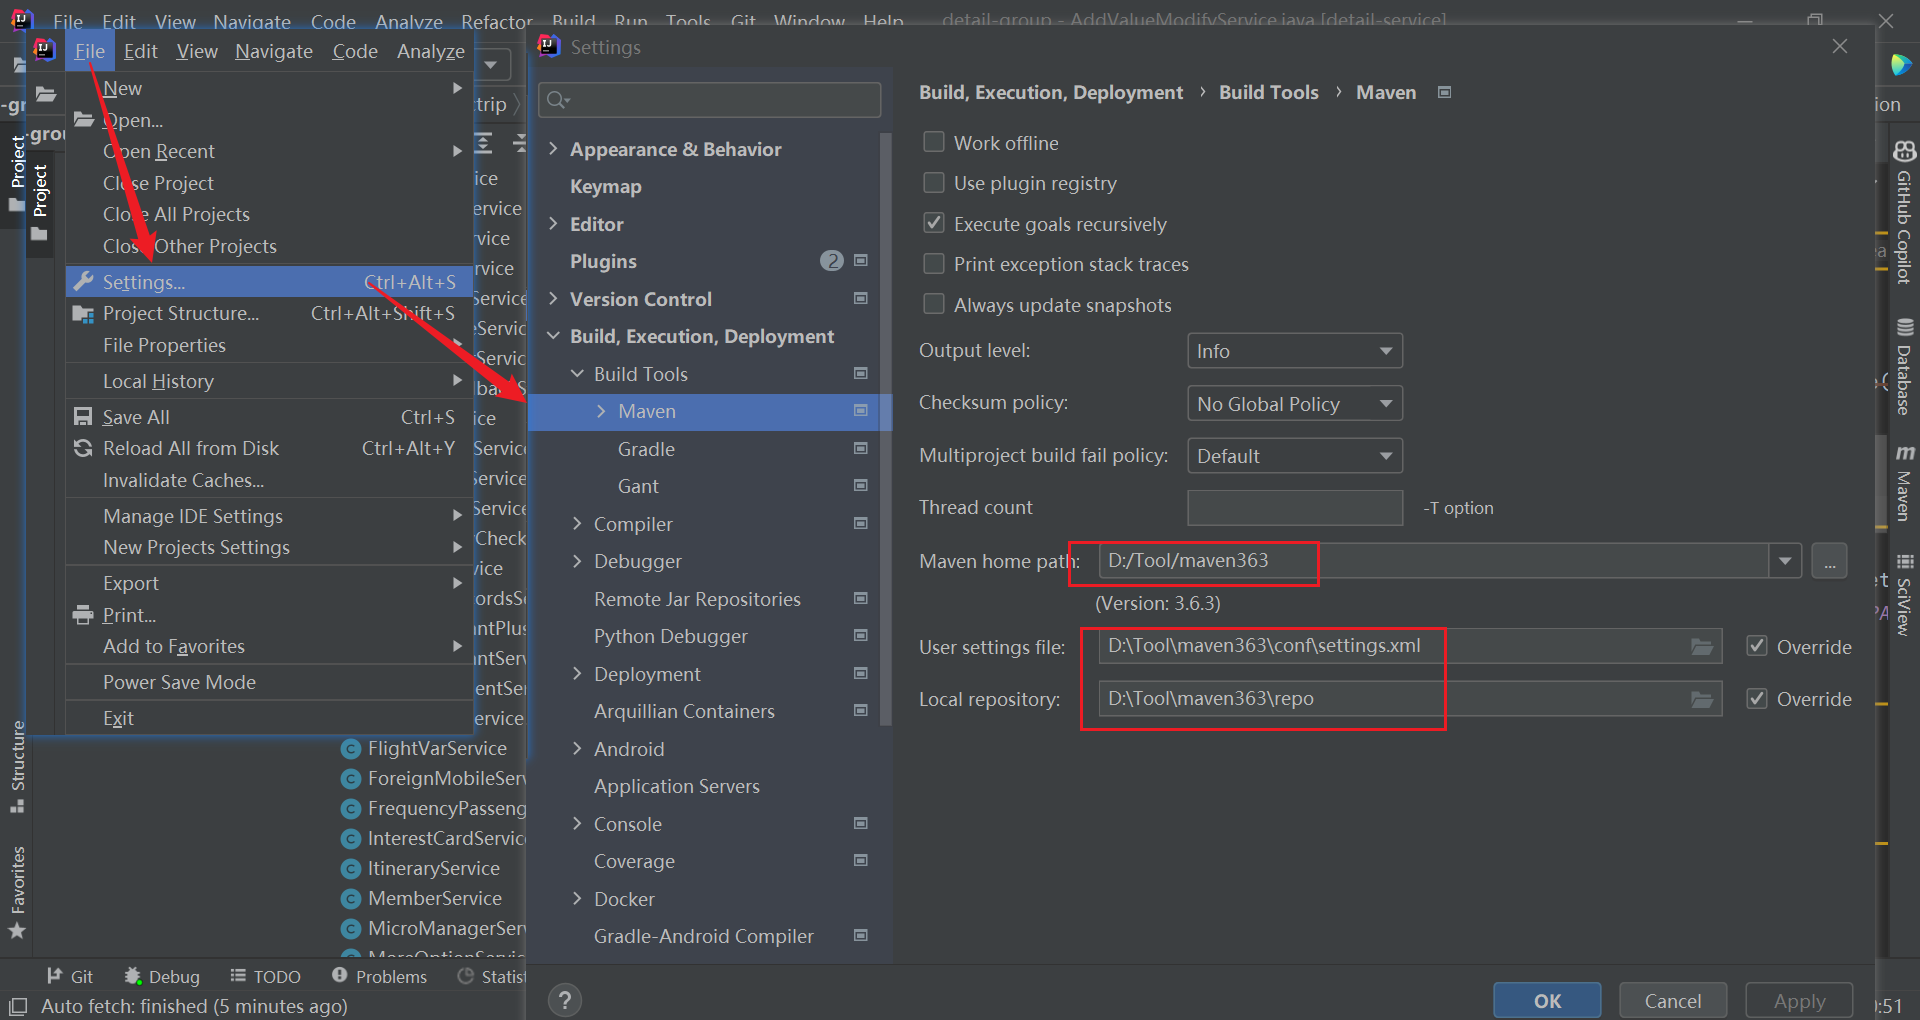 File Edit View Navigate Code Analyze Refactor Build Run Tools Git Window Help
detail-group - AddValueModifyService.java [detail-service]
File Edit View Navigate Code Analyze
New
Open...
Open Recent
Close Project
Close All Projects
Close Other Projects
Settings... Ctrl+Alt+S
Project Structure... Ctrl+Alt+Shift+S
File Properties
Local History
Save All Ctrl+S
Reload All from Disk Ctrl+Alt+Y
Invalidate Caches...
Manage IDE Settings
New Projects Settings
Export
Print...
Add to Favorites
Power Save Mode
Exit
Project
Project
Structure
Favorites
FlightVarService
ForeignMobileServ
FrequencyPasseng
InterestCardServic
ItineraryService
MemberService
MicroManagerServ
MoreOptionServic
Git Debug TODO Problems Statist
Auto fetch: finished (5 minutes ago)
Settings
Appearance & Behavior
Keymap
Editor
Plugins 2
Version Control
Build, Execution, Deployment
Build Tools
Maven
Gradle
Gant
Compiler
Debugger
Remote Jar Repositories
Python Debugger
Deployment
Arquillian Containers
Android
Application Servers
Console
Coverage
Docker
Gradle-Android Compiler
?
Build, Execution, Deployment › Build Tools › Maven
Work offline
Use plugin registry
Execute goals recursively
Print exception stack traces
Always update snapshots
Output level: Info
Checksum policy: No Global Policy
Multiproject build fail policy: Default
Thread count -T option
Maven home path: D:/Tool/maven363 ...
(Version: 3.6.3)
User settings file: D:\Tool\maven363\conf\settings.xml Override
Local repository: D:\Tool\maven363\repo Override
OK Cancel Apply
GitHub Copilot
Database
Maven
SciView
:51